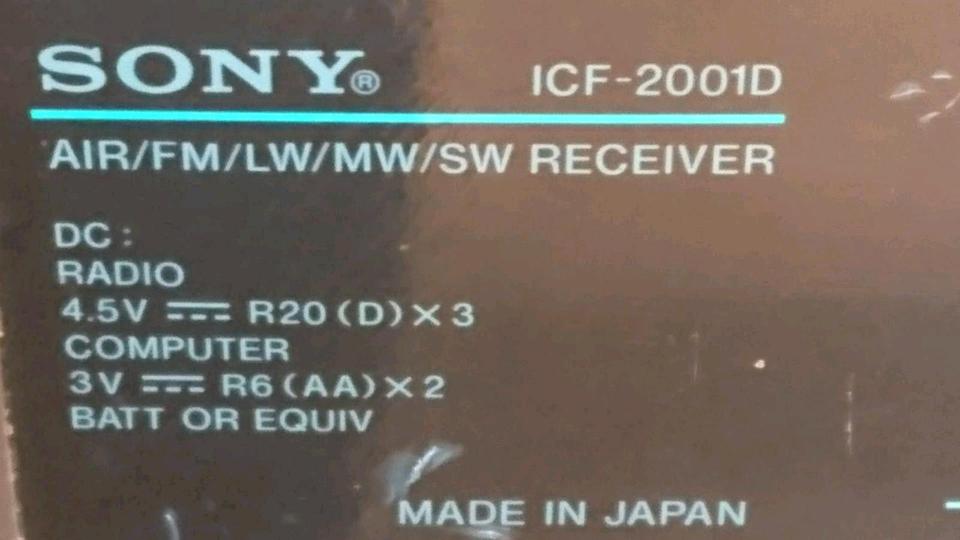 SONY® ICF-2001D
AIR/FM/LW/MW/SW RECEIVER
DC :
RADIO
4.5V ⎓ R20 (D) X 3
COMPUTER
3V ⎓ R6 (AA) X 2
BATT OR EQUIV
MADE IN JAPAN